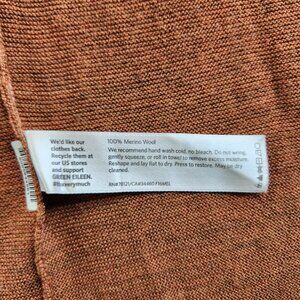 We'd like our
clothes back.
Recycle them at
our US stores
and support
GREEN EILEEN.
100% Merino Wool
We recommend hand wash cold, no bleach. Do not wring,
gently squeeze, or roll in towel to remove excess moisture.
Reshape and lay flat to dry. Press to restore. May be dry
cleaned.